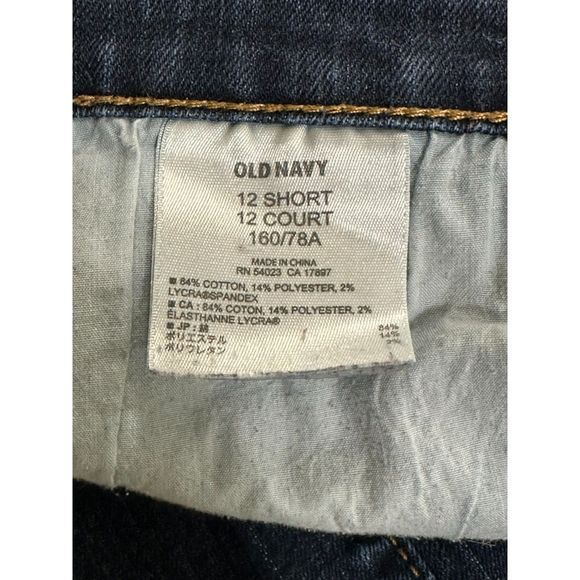 OLD NAVY
12 SHORT
12 COURT
160/78A
MADE IN CHINA
RN 54023 CA 17897
■ 84% COTTON, 14% POLYESTER, 2%
LYCRA®SPANDEX
■ CA : 84% COTON, 14% POLYESTER, 2%
ÉLASTHANNE LYCRA®
■ JP : 綿 84%
ポリエステル 14%
ポリウレタン 2%